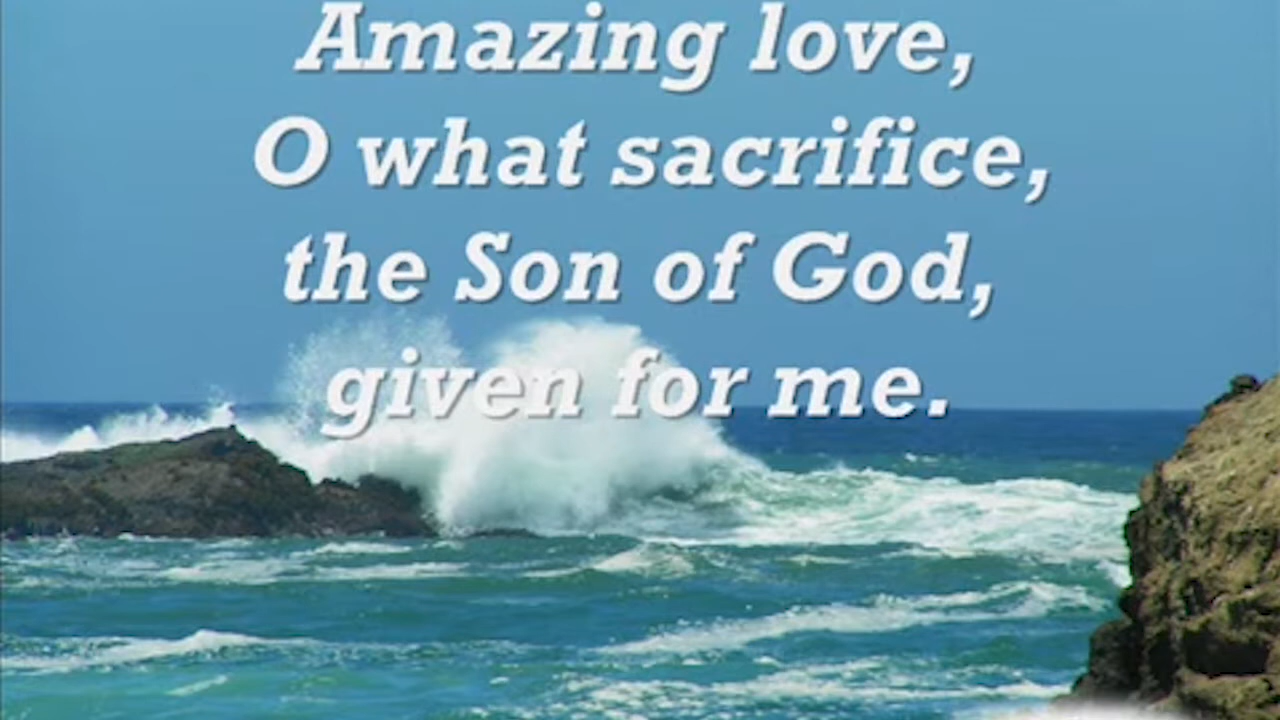 Amazing love,
O what sacrifice,
the Son of God,
given for me.